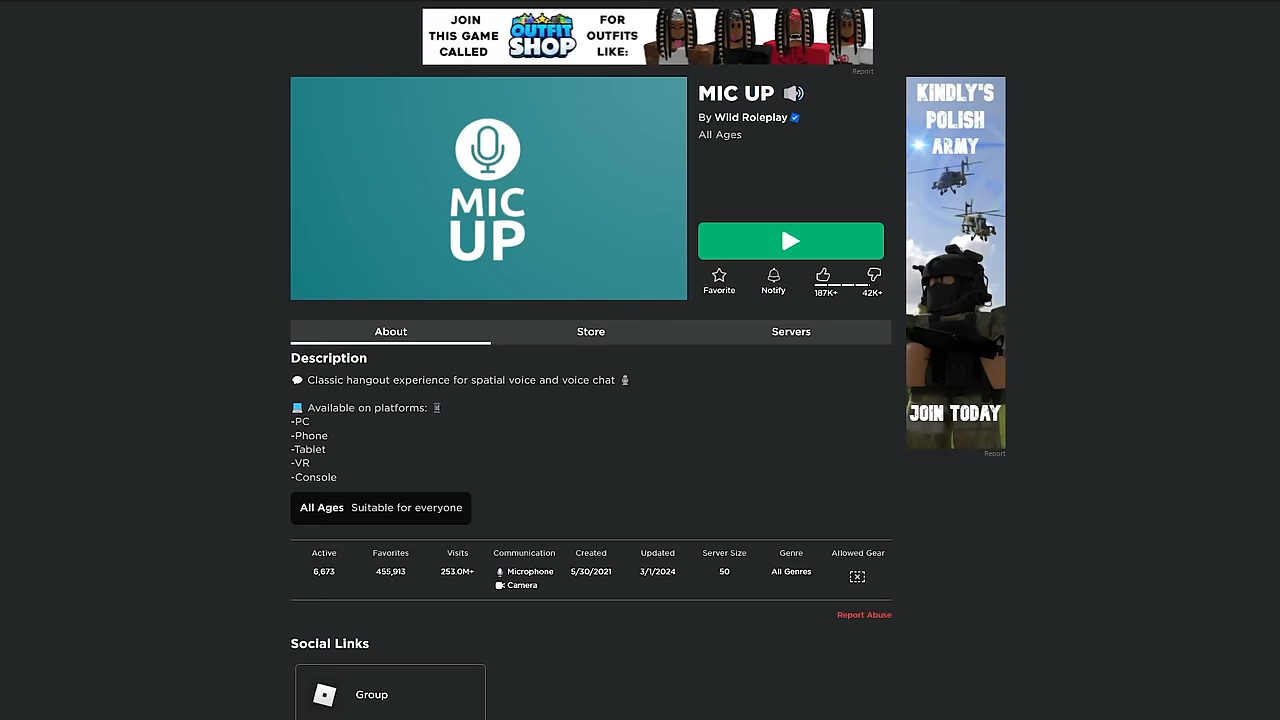 JOIN
THIS GAME
CALLED
OUTFIT
SHOP
FOR
OUTFITS
LIKE:
Report
MIC
UP
MIC UP
By Wild Roleplay
All Ages
Favorite
Notify
187K+
42K+
KINDLY'S
POLISH
ARMY
JOIN TODAY
Report
About
Store
Servers
Description
Classic hangout experience for spatial voice and voice chat
Available on platforms:
-PC
-Phone
-Tablet
-VR
-Console
All Ages Suitable for everyone
Active Favorites Visits Communication Created Updated Server Size Genre Allowed Gear
6,673 455,913 253.0M+ Microphone 5/30/2021 3/1/2024 50 All Genres
Camera
Report Abuse
Social Links
Group